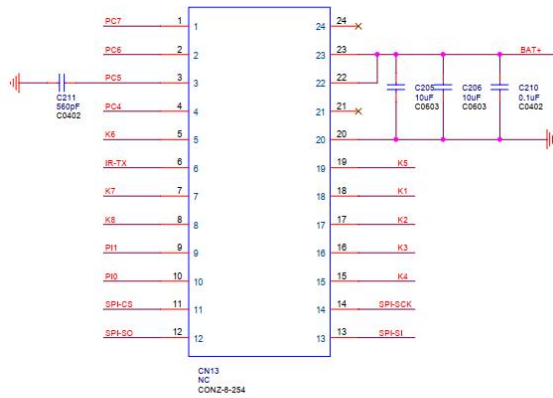 PC7 1 1 24 24
PC6 2 2 23 23 BAT+
PC5 3 3 22 22
C211
560pF
C0402
C205
10uF
C0603
C206
10uF
C0603
C210
0.1uF
C0402
PC4 4 4 21 21
K6 5 5 20 20
IR-TX 6 6 19 19 K5
K7 7 7 18 18 K1
K8 8 8 17 17 K2
PI1 9 9 16 16 K3
PI0 10 10 15 15 K4
SPI-CS 11 11 14 14 SPI-SCK
SPI-SO 12 12 13 13 SPI-SI
CN13
NC
CONZ-8-254